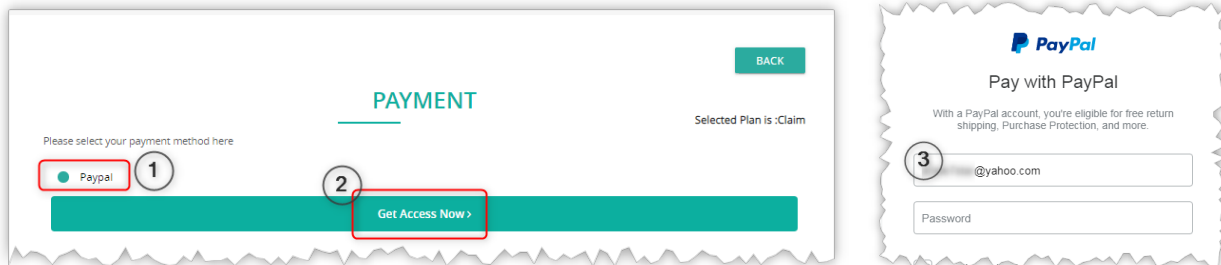 BACK
PAYMENT
Selected Plan is :Claim
Please select your payment method here
Paypal
1
2
Get Access Now >
PayPal
Pay with PayPal
With a PayPal account, you're eligible for free return
shipping, Purchase Protection, and more.
3
@yahoo.com
Password